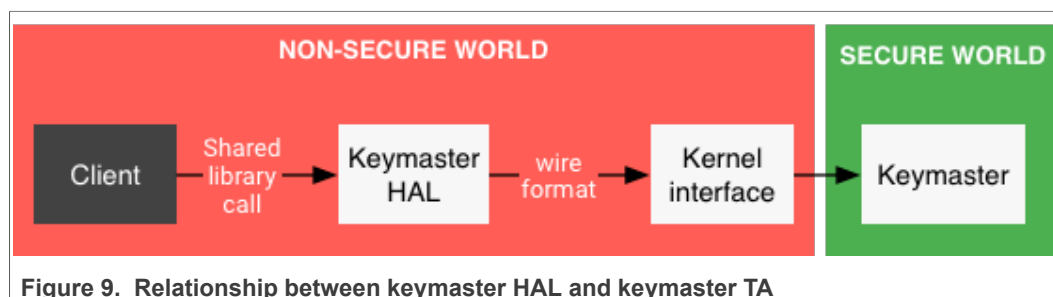 NON-SECURE WORLD
SECURE WORLD
Client
Shared
library
call
Keymaster
HAL
wire
format
Kernel
interface
Keymaster
Figure 9. Relationship between keymaster HAL and keymaster TA